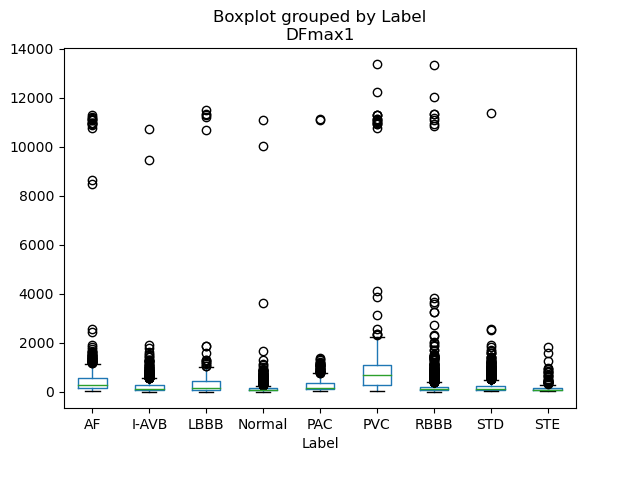 Boxplot grouped by Label
DFmax1
14000
12000
10000
8000
6000
4000
2000
0
AF I-AVB LBBB Normal PAC PVC RBBB STD STE
Label